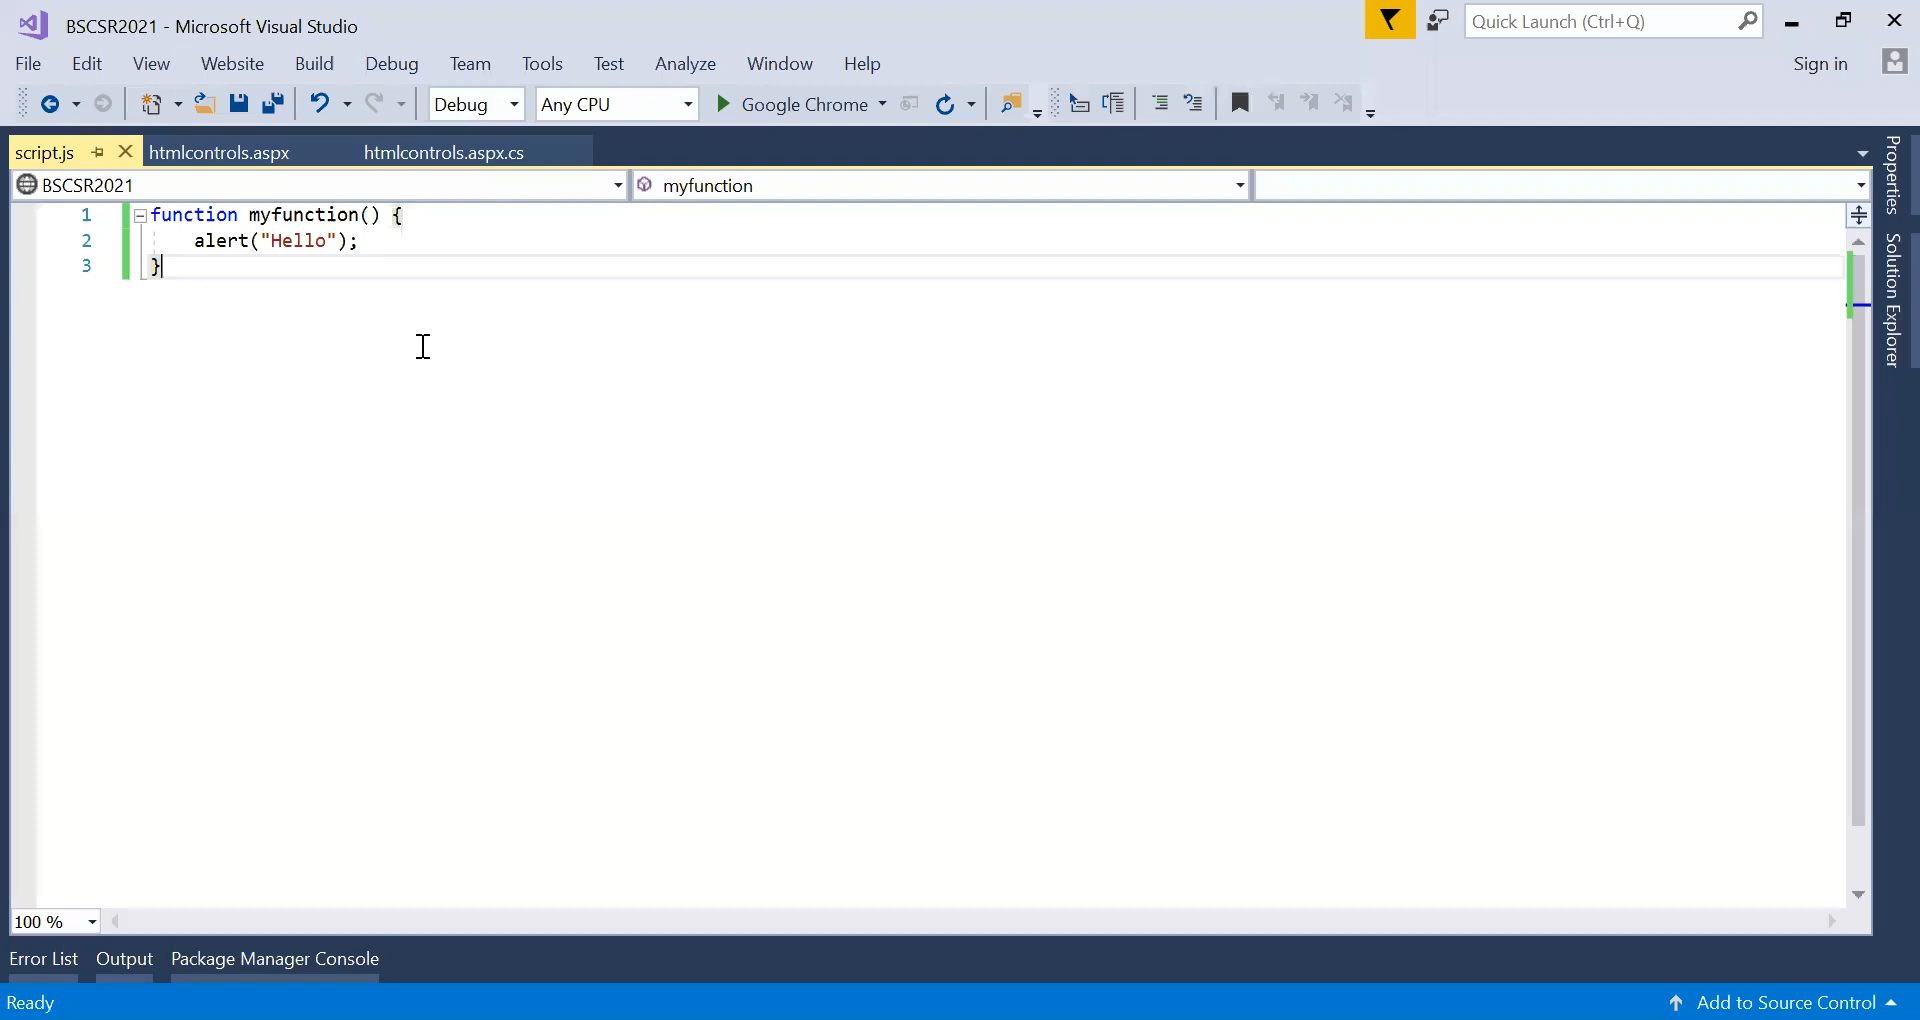 BSCSR2021 - Microsoft Visual Studio
Quick Launch (Ctrl+Q)
File Edit View Website Build Debug Team Tools Test Analyze Window Help
Sign in
Debug Any CPU Google Chrome
script.js htmlcontrols.aspx htmlcontrols.aspx.cs
BSCSR2021 myfunction
1 function myfunction() {
2 alert("Hello");
3 }
Properties
Solution Explorer
100 %
Error List Output Package Manager Console
Ready
Add to Source Control